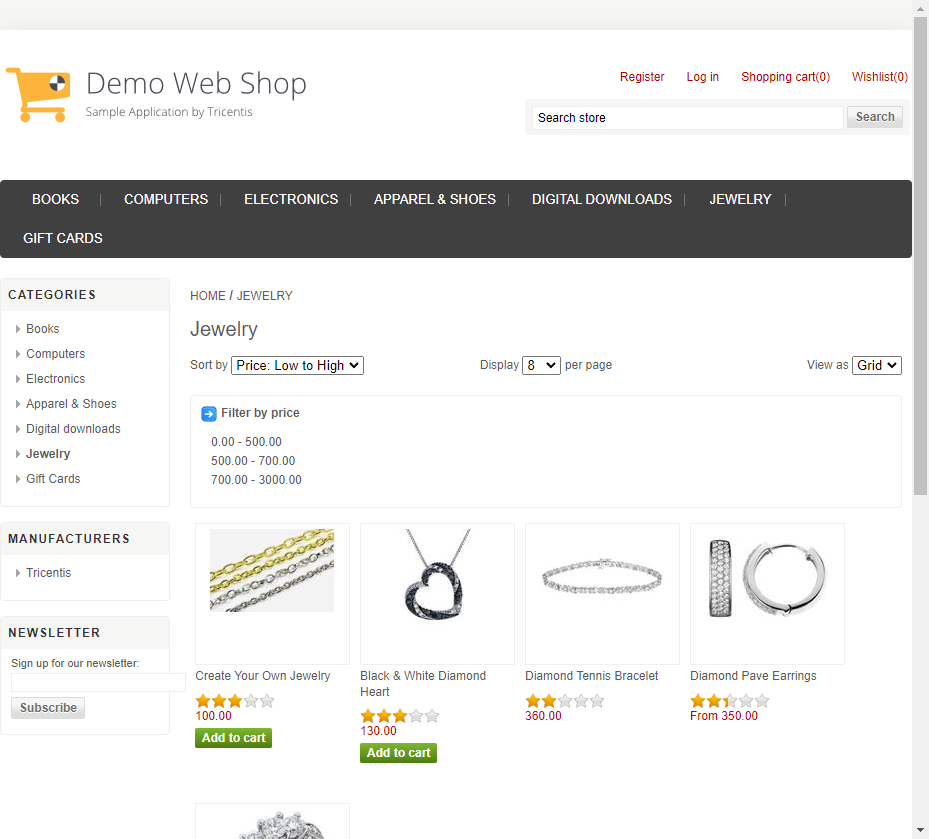 Demo Web Shop
Sample Application by Tricentis
Register Log in Shopping cart(0) Wishlist(0)
Search store Search
BOOKS | COMPUTERS | ELECTRONICS | APPAREL & SHOES | DIGITAL DOWNLOADS | JEWELRY |
GIFT CARDS
CATEGORIES
Books
Computers
Electronics
Apparel & Shoes
Digital downloads
Jewelry
Gift Cards
MANUFACTURERS
Tricentis
NEWSLETTER
Sign up for our newsletter:
Subscribe
HOME / JEWELRY
Jewelry
Sort by Price: Low to High Display 8 per page View as Grid
Filter by price
0.00 - 500.00
500.00 - 700.00
700.00 - 3000.00
Create Your Own Jewelry
100.00
Add to cart
Black & White Diamond
Heart
130.00
Add to cart
Diamond Tennis Bracelet
360.00
Diamond Pave Earrings
From 350.00